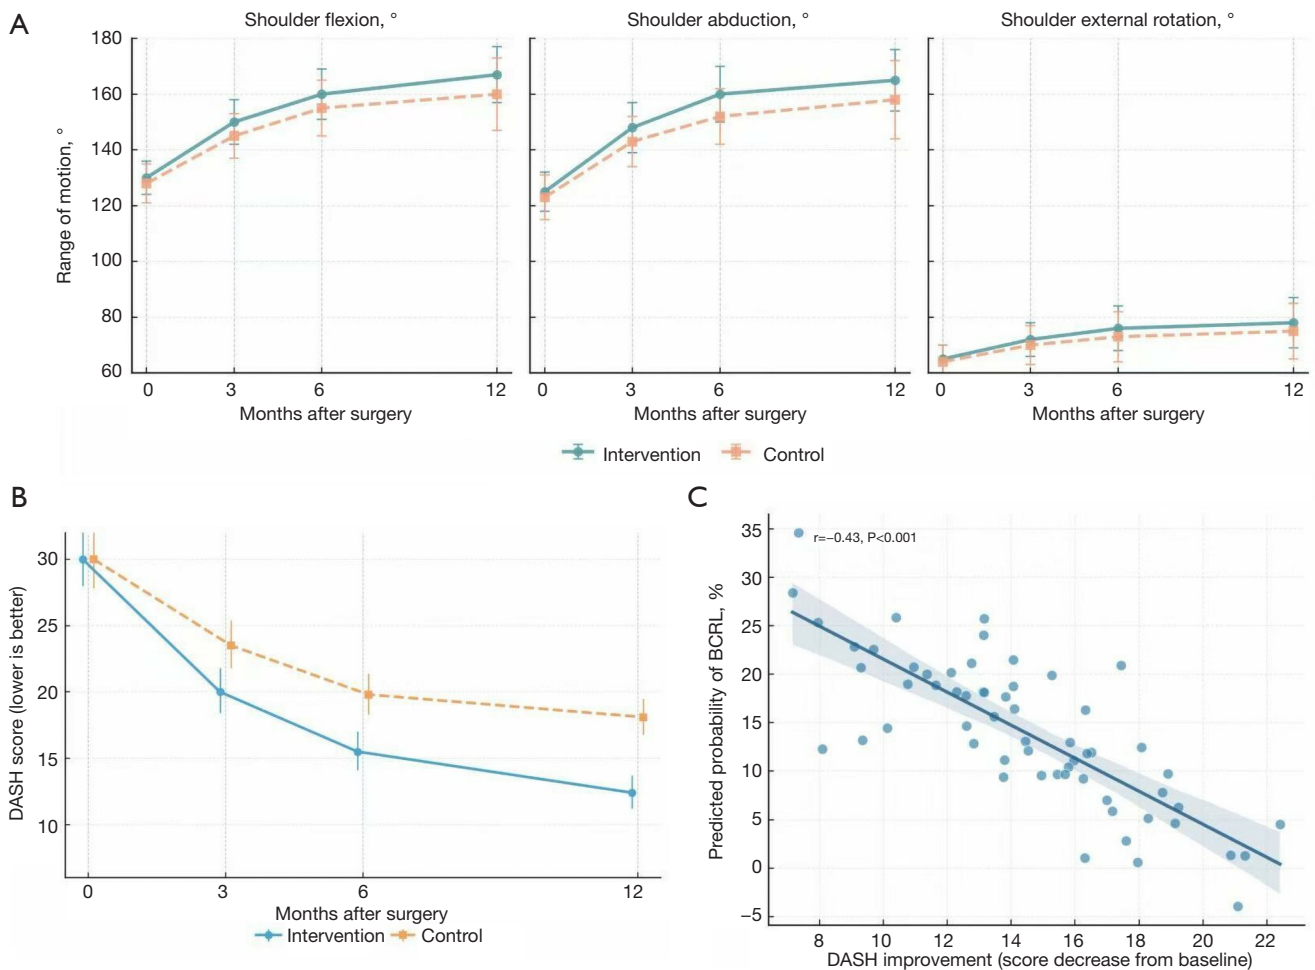 A
Shoulder flexion, °
Shoulder abduction, °
Shoulder external rotation, °
Range of motion, °
180
160
140
120
100
80
60
0 3 6 12
0 3 6 12
0 3 6 12
Months after surgery
Months after surgery
Months after surgery
Intervention Control
B
DASH score (lower is better)
30
25
20
15
10
0 3 6 12
Months after surgery
Intervention Control
C
Predicted probability of BCRL, %
r=−0.43, P<0.001
35
30
25
20
15
10
5
0
−5
8 10 12 14 16 18 20 22
DASH improvement (score decrease from baseline)